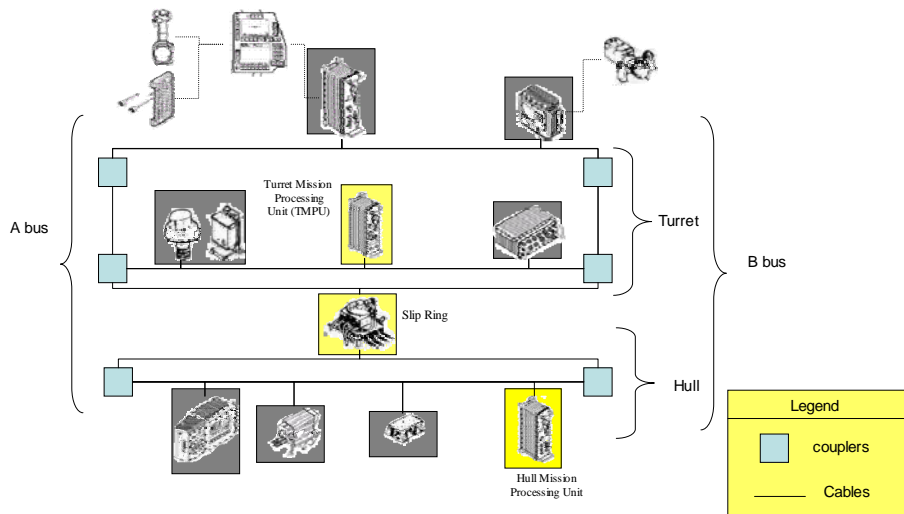 Turret Mission
Processing
Unit (TMPU)
Turret
A bus
B bus
Slip Ring
Hull
Hull Mission
Processing Unit
Legend
couplers
Cables